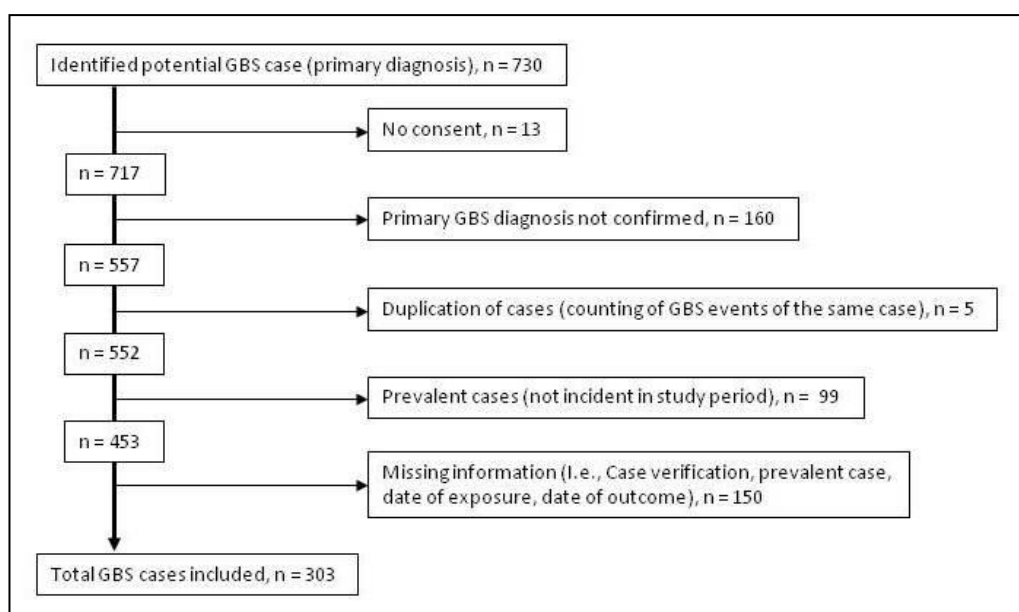 Identified potential GBS case (primary diagnosis), n = 730
No consent, n = 13
n = 717
Primary GBS diagnosis not confirmed, n = 160
n = 557
Duplication of cases (counting of GBS events of the same case), n = 5
n = 552
Prevalent cases (not incident in study period), n =  99
n = 453
Missing information (I.e., Case verification, prevalent case,
date of exposure, date of outcome), n = 150
Total GBS cases included, n = 303